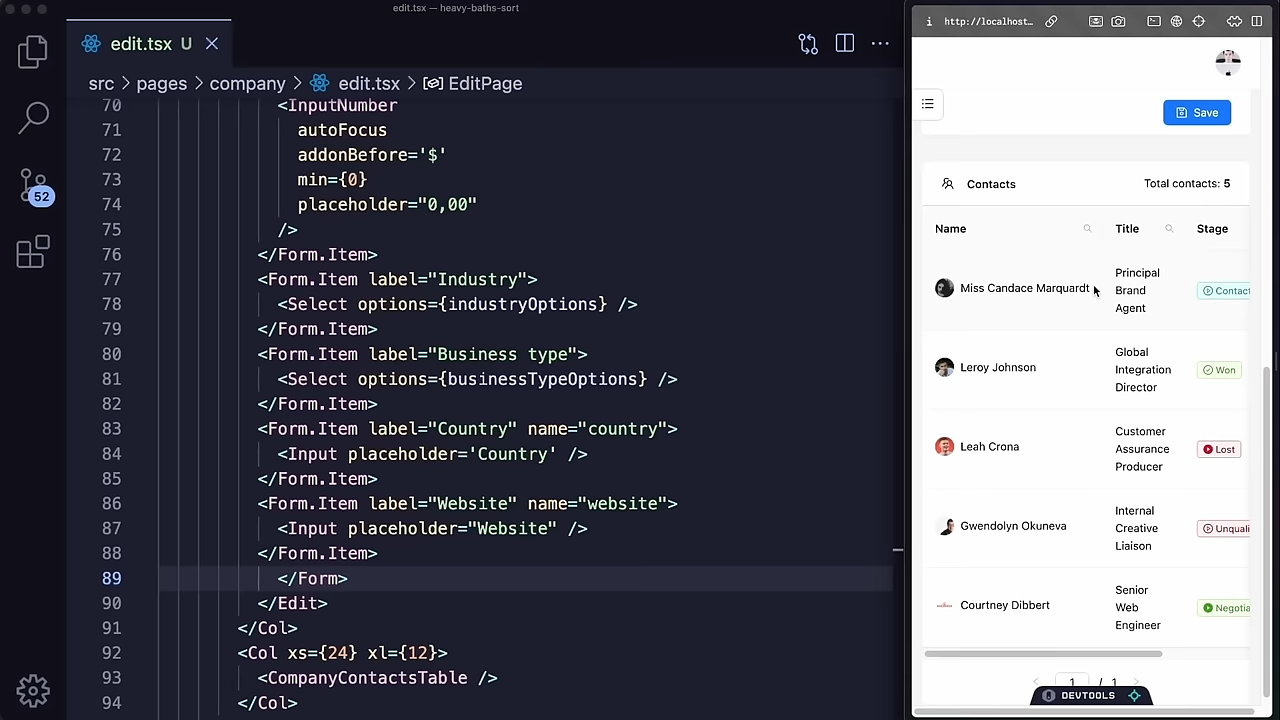 edit.tsx — heavy-baths-sort
edit.tsx U
src > pages > company > edit.tsx > EditPage
52
70 <InputNumber
71 autoFocus
72 addonBefore='$'
73 min={0}
74 placeholder="0,00"
75 />
76 </Form.Item>
77 <Form.Item label="Industry">
78 <Select options={industryOptions} />
79 </Form.Item>
80 <Form.Item label="Business type">
81 <Select options={businessTypeOptions} />
82 </Form.Item>
83 <Form.Item label="Country" name="country">
84 <Input placeholder='Country' />
85 </Form.Item>
86 <Form.Item label="Website" name="website">
87 <Input placeholder="Website" />
88 </Form.Item>
89 </Form>
90 </Edit>
91 </Col>
92 <Col xs={24} xl={12}>
93 <CompanyContactsTable />
94 </Col>
http://localhost…
Save
Contacts Total contacts: 5
Name Title Stage
Miss Candace Marquardt
Principal
Brand
Agent
Contact
Leroy Johnson
Global
Integration
Director
Won
Leah Crona
Customer
Assurance
Producer
Lost
Gwendolyn Okuneva
Internal
Creative
Liaison
Unquali
Courtney Dibbert
Senior
Web
Engineer
Negotia
< 1 / 1 >
DEVTOOLS